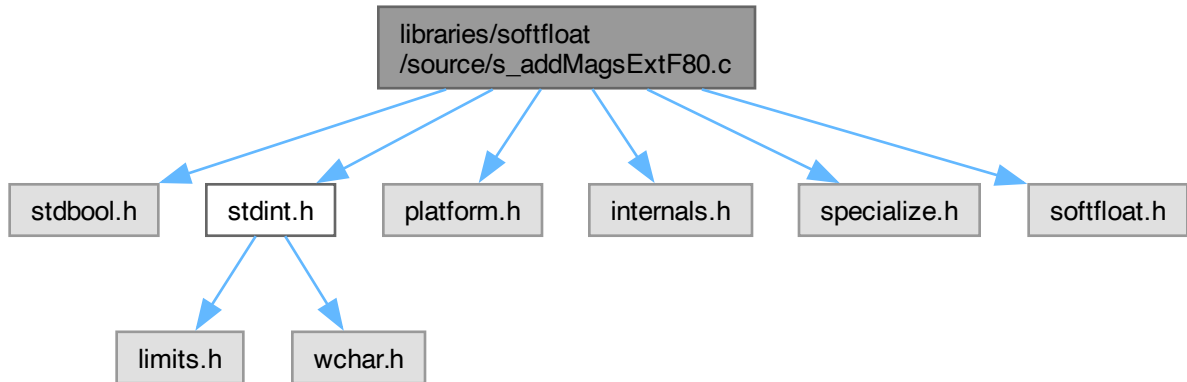 libraries/softfloat
/source/s_addMagsExtF80.c
stdbool.h
stdint.h
platform.h
internals.h
specialize.h
softfloat.h
limits.h
wchar.h